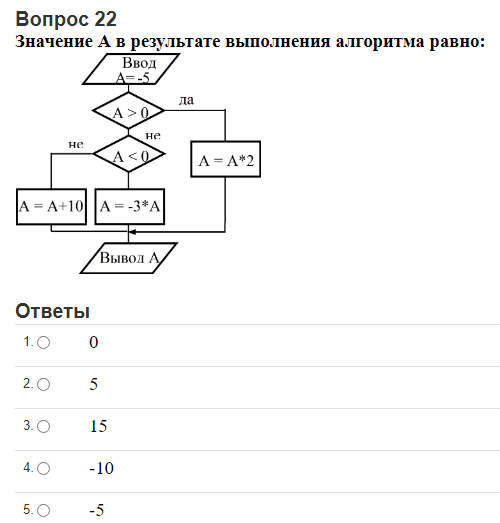 Вопрос 22
Значение А в результате выполнения алгоритма равно:
Ввод
А= -5
А > 0
да
не
не
А < 0
А = А*2
А = А+10
А = -3*А
Вывод А
Ответы
1. 0
2. 5
3. 15
4. -10
5. -5